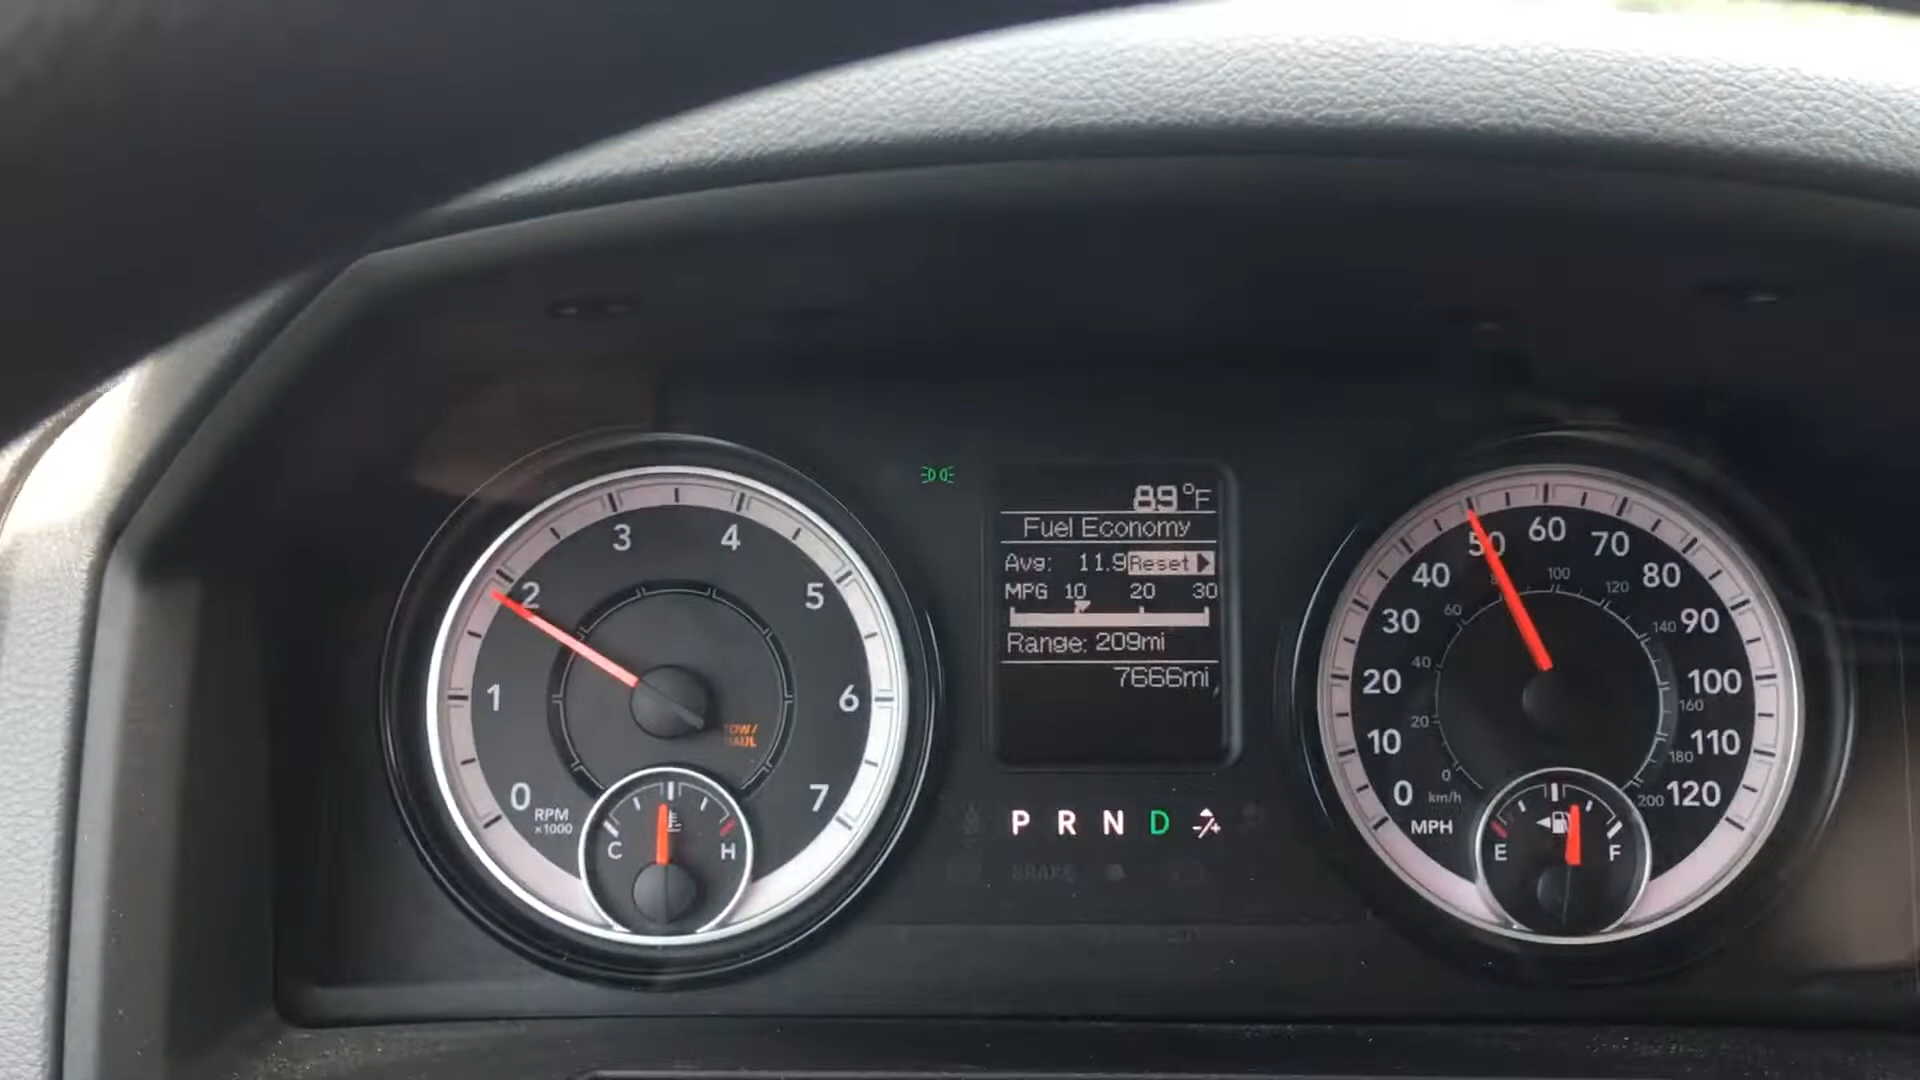 0
1
2
3
4
5
6
7
RPM
x1000
TOW/
HAUL
C
H
89°F
Fuel Economy
Avg: 11.9 Reset
MPG 10 20 30
Range: 209mi
7666mi
P R N D -/+
BRAKE
0
10
20
30
40
50
60
70
80
90
100
110
120
MPH
0
20
40
60
100
120
140
160
180
200
km/h
E
F